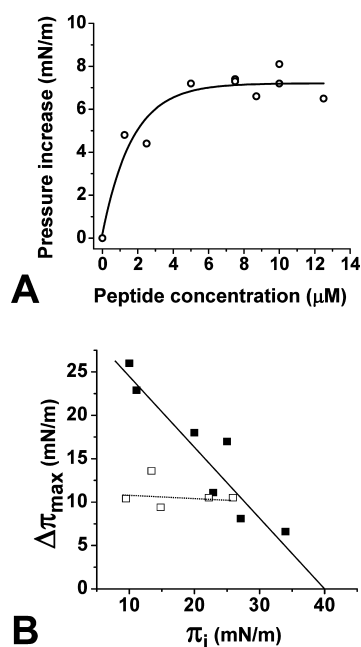 10
8
6
4
2
0
Pressure increase (mN/m)
0 2 4 6 8 10 12 14
Peptide concentration (μM)
A
25
20
15
10
5
0
Δπmax (mN/m)
10 20 30 40
πi (mN/m)
B